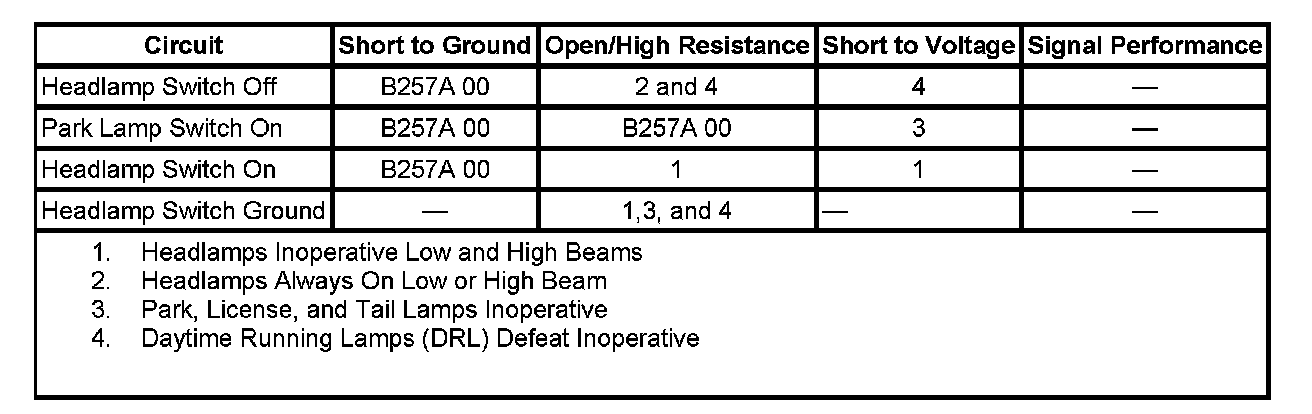 Circuit Short to Ground Open/High Resistance Short to Voltage Signal Performance
Headlamp Switch Off B257A 00 2 and 4 4 —
Park Lamp Switch On B257A 00 B257A 00 3 —
Headlamp Switch On B257A 00 1 1 —
Headlamp Switch Ground — 1,3, and 4 — —
1. Headlamps Inoperative Low and High Beams
2. Headlamps Always On Low or High Beam
3. Park, License, and Tail Lamps Inoperative
4. Daytime Running Lamps (DRL) Defeat Inoperative